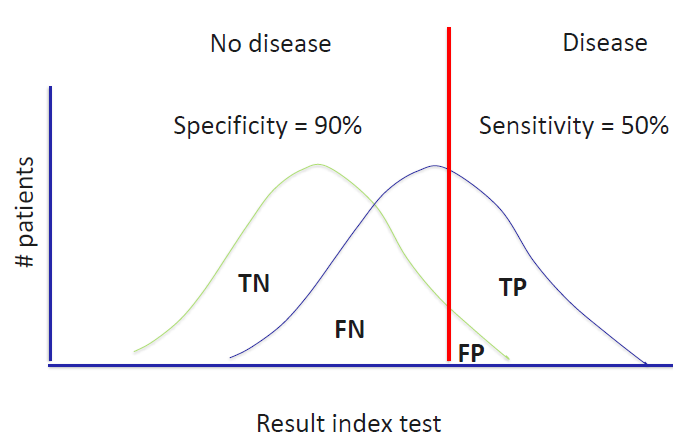 No disease
Disease
Specificity = 90%
Sensitivity = 50%
# patients
TN
TP
FN
FP
Result index test